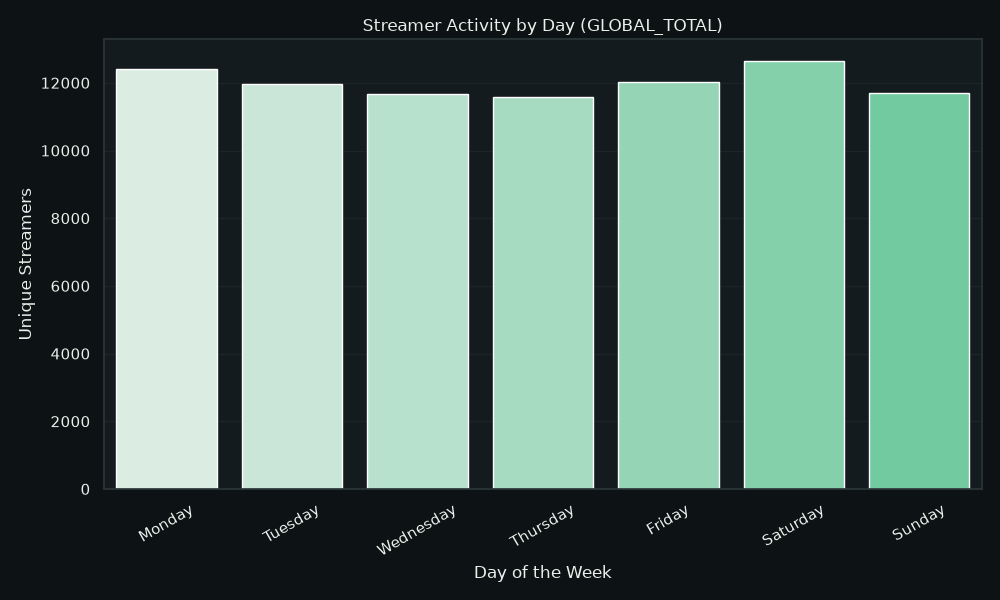 Streamer Activity by Day (GLOBAL_TOTAL)
Unique Streamers
12000
10000
8000
6000
4000
2000
0
Monday
Tuesday
Wednesday
Thursday
Friday
Saturday
Sunday
Day of the Week